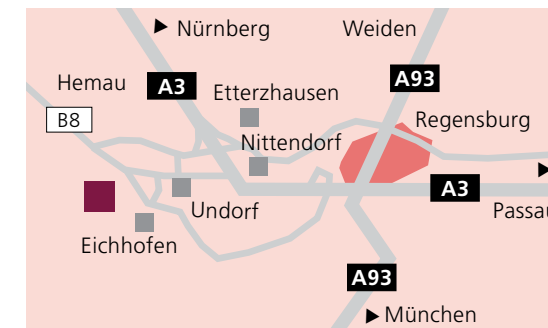 Nürnberg
Weiden
Hemau
A3
Etterzhausen
A93
B8
Regensburg
Nittendorf
A3
Undorf
Passau
Eichhofen
A93
München